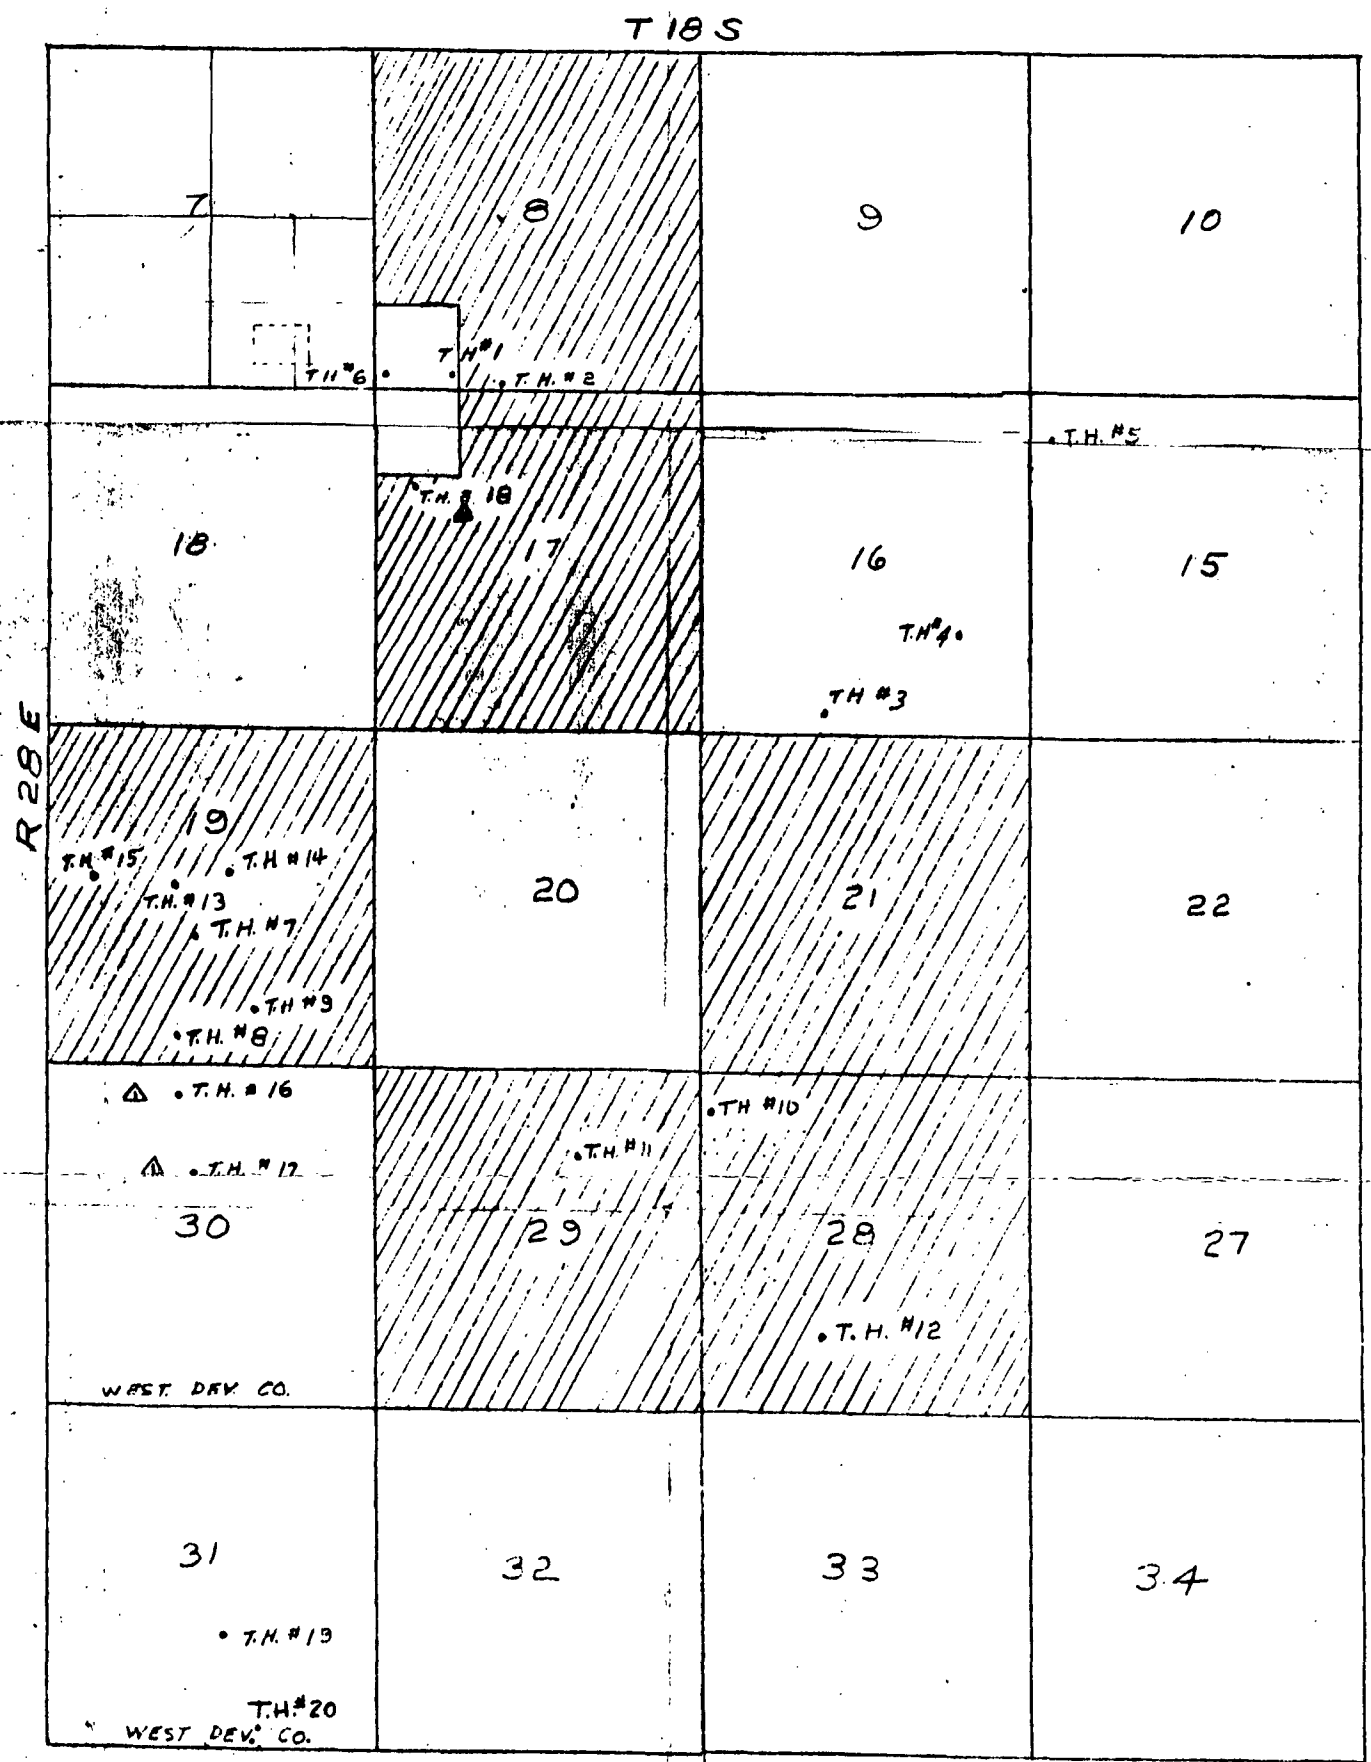 T 18 S
7
8
9
10
T H #1
T H #6
T. H. # 2
T. H. #5
T.H. # 18
18
17
16
15
T.H #4
TH #3
R 28 E
19
T.H. #15
T.H #14
T.H. #13
T. H. #7
T.H #9
T. H. #8
20
21
22
T. H. # 16
TH #10
T.H. #11
T.H. # 17
30
29
28
27
T. H. #12
WEST DEV. CO.
31
32
33
34
T.H. #19
T.H. #20
WEST DEV. CO.